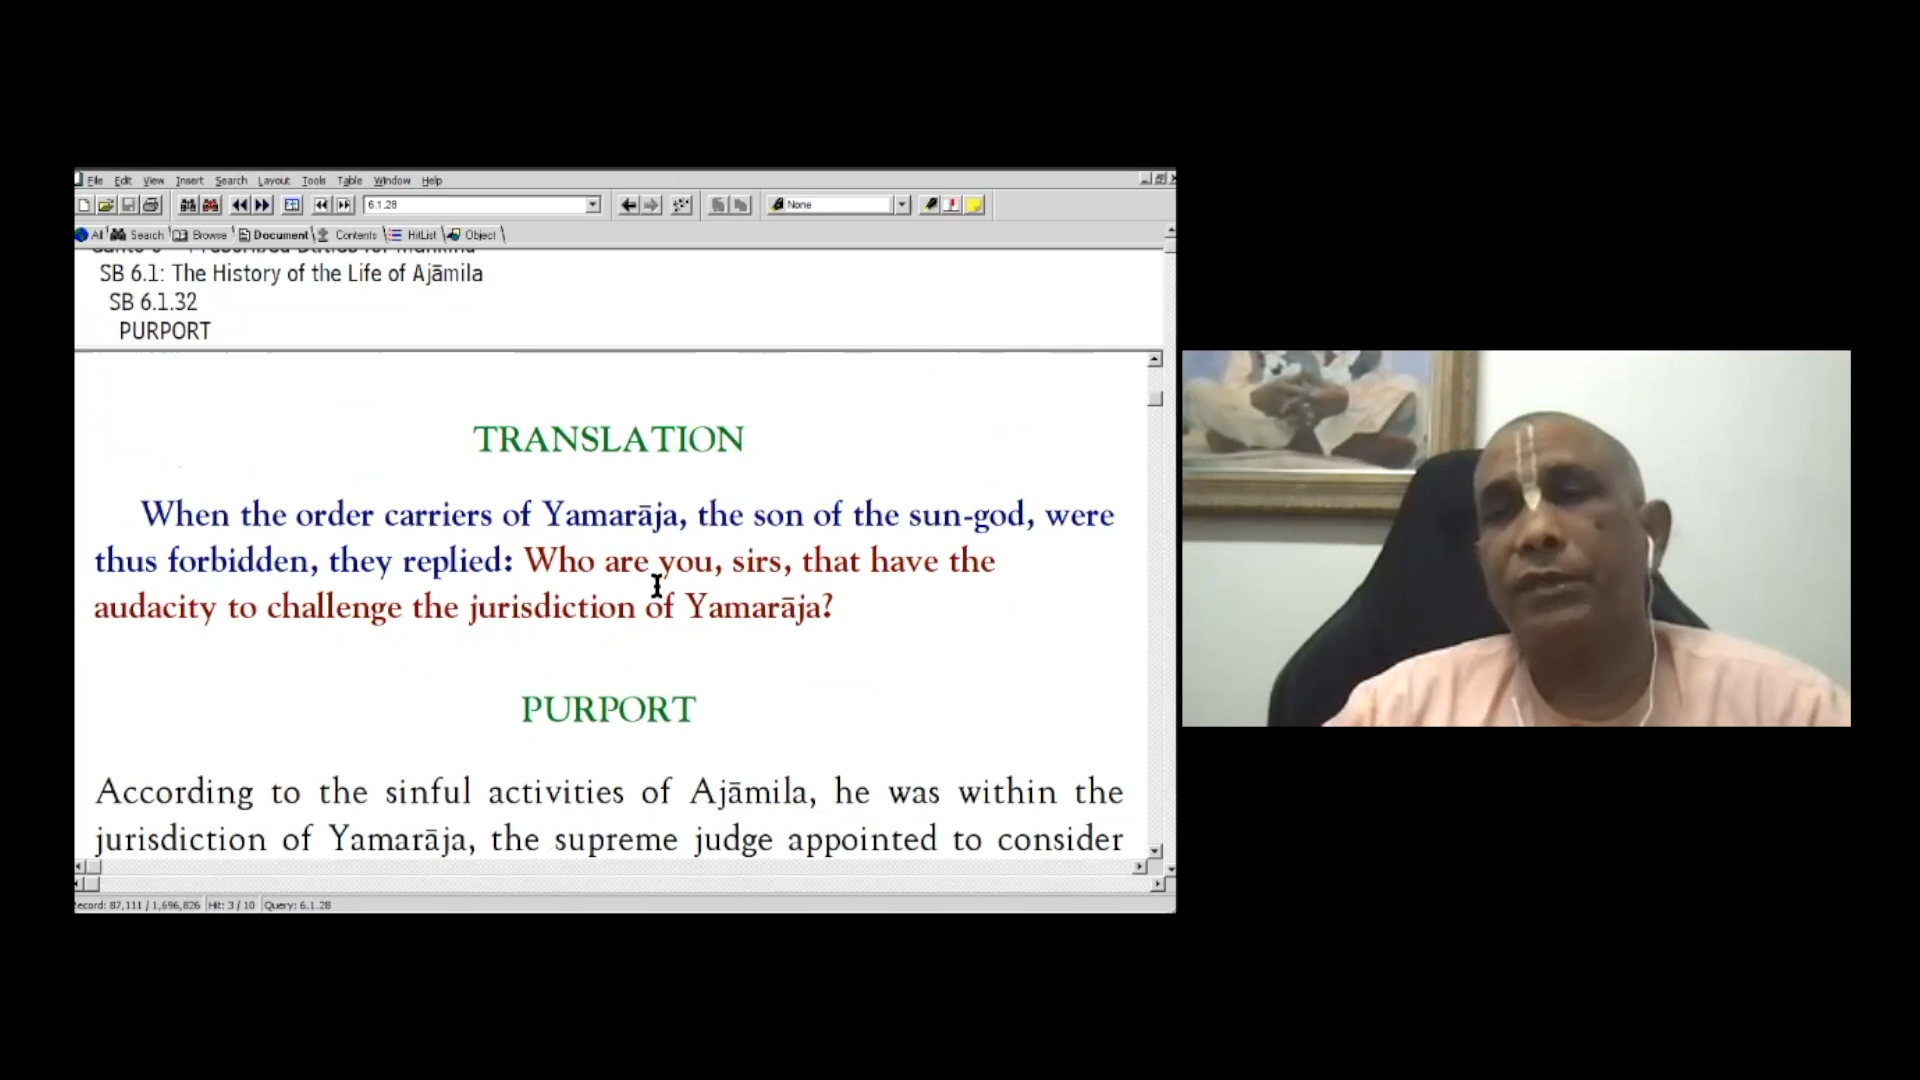 File Edit View Insert Search Layout Tools Table Window Help
6.1.28 None
All Search Browse Document Contents HitList Object
SB 6.1: The History of the Life of Ajāmila
SB 6.1.32
PURPORT
TRANSLATION
When the order carriers of Yamarāja, the son of the sun-god, were
thus forbidden, they replied: Who are you, sirs, that have the
audacity to challenge the jurisdiction of Yamarāja?
PURPORT
According to the sinful activities of Ajāmila, he was within the
jurisdiction of Yamarāja, the supreme judge appointed to consider
ecord: 87,111 / 1,696,826 Hit: 3 / 10 Query: 6.1.28